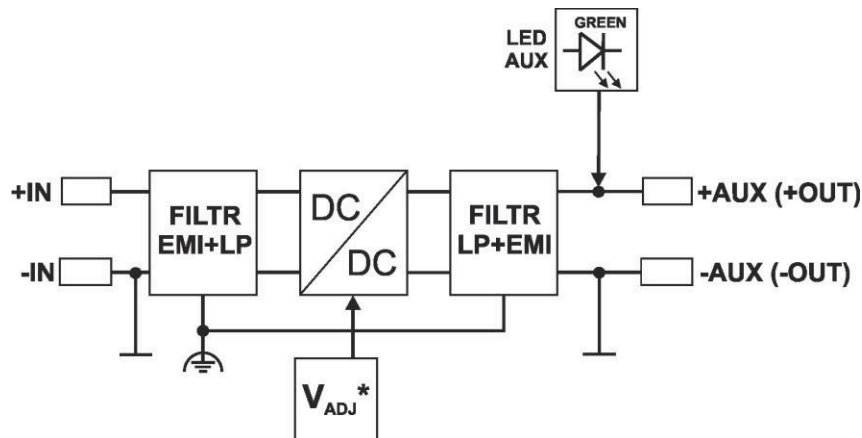 GREEN
LED
AUX
+IN
FILTR
EMI+LP
DC
DC
FILTR
LP+EMI
+AUX (+OUT)
-IN
-AUX (-OUT)
VADJ*